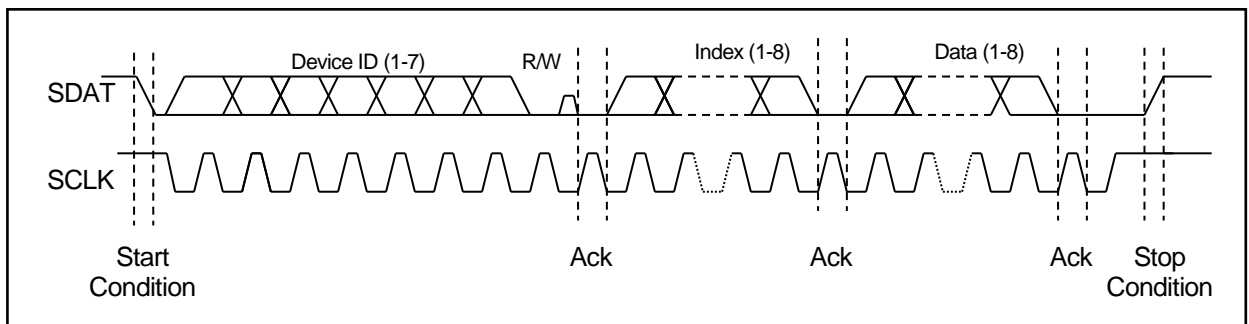 Device ID (1-7)
R/W
Index (1-8)
Data (1-8)
SDAT
SCLK
Start
Condition
Ack
Ack
Ack
Stop
Condition